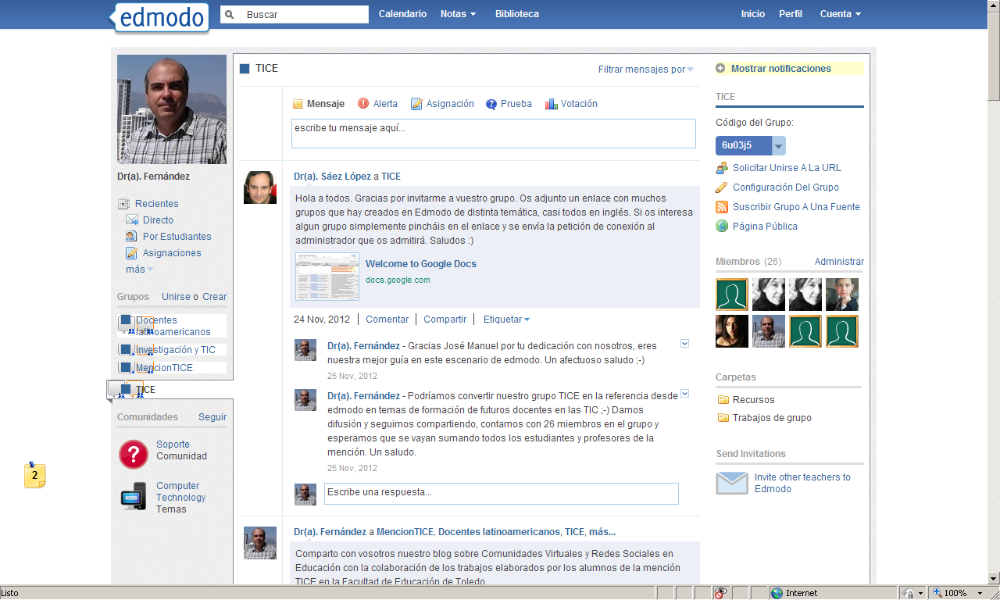 edmodo
Buscar
Calendario
Notas
Biblioteca
Inicio
Perfil
Cuenta
Dr(a). Fernández
Recientes
Directo
Por Estudiantes
Asignaciones
más
Grupos
Unirse o Crear
Docentes
latinoamericanos
Investigación y TIC
MencionTICE
TICE
Comunidades
Seguir
Soporte
Comunidad
Computer
Technology
Temas
2
TICE
Filtrar mensajes por
Mensaje
Alerta
Asignación
Prueba
Votación
escribe tu mensaje aquí...
Dr(a). Sáez López a TICE
Hola a todos. Gracias por invitarme a vuestro grupo. Os adjunto un enlace con muchos
grupos que hay creados en Edmodo de distinta temática, casi todos en inglés. Si os interesa
algun grupo simplemente pincháis en el enlace y se envía la petición de conexión al
administrador que os admitirá. Saludos :)
Welcome to Google Docs
docs.google.com
24 Nov, 2012
Comentar
Compartir
Etiquetar
Dr(a). Fernández - Gracias José Manuel por tu dedicación con nosotros, eres
nuestra mejor guía en este escenario de edmodo. Un afectuoso saludo ;-)
25 Nov, 2012
Dr(a). Fernández - Podríamos convertir nuestro grupo TICE en la referencia desde
edmodo en temas de formación de futuros docentes en las TIC ;-) Damos
difusión y seguimos compartiendo, contamos con 26 miembros en el grupo y
esperamos que se vayan sumando todos los estudiantes y profesores de la
mención. Un saludo.
25 Nov, 2012
Escribe una respuesta...
Dr(a). Fernández a MencionTICE, Docentes latinoamericanos, TICE, más...
Comparto con vosotros nuestro blog sobre Comunidades Virtuales y Redes Sociales en
Educación con la colaboración de los trabajos elaborados por los alumnos de la mención
TICE en la Facultad de Educación de Toledo
Mostrar notificaciones
TICE
Código del Grupo:
6u03j5
Solicitar Unirse A La URL
Configuración Del Grupo
Suscribir Grupo A Una Fuente
Página Pública
Miembros (26)
Administrar
Carpetas
Recursos
Trabajos de grupo
Send Invitations
Invite other teachers to
Edmodo
Listo
Internet
100%